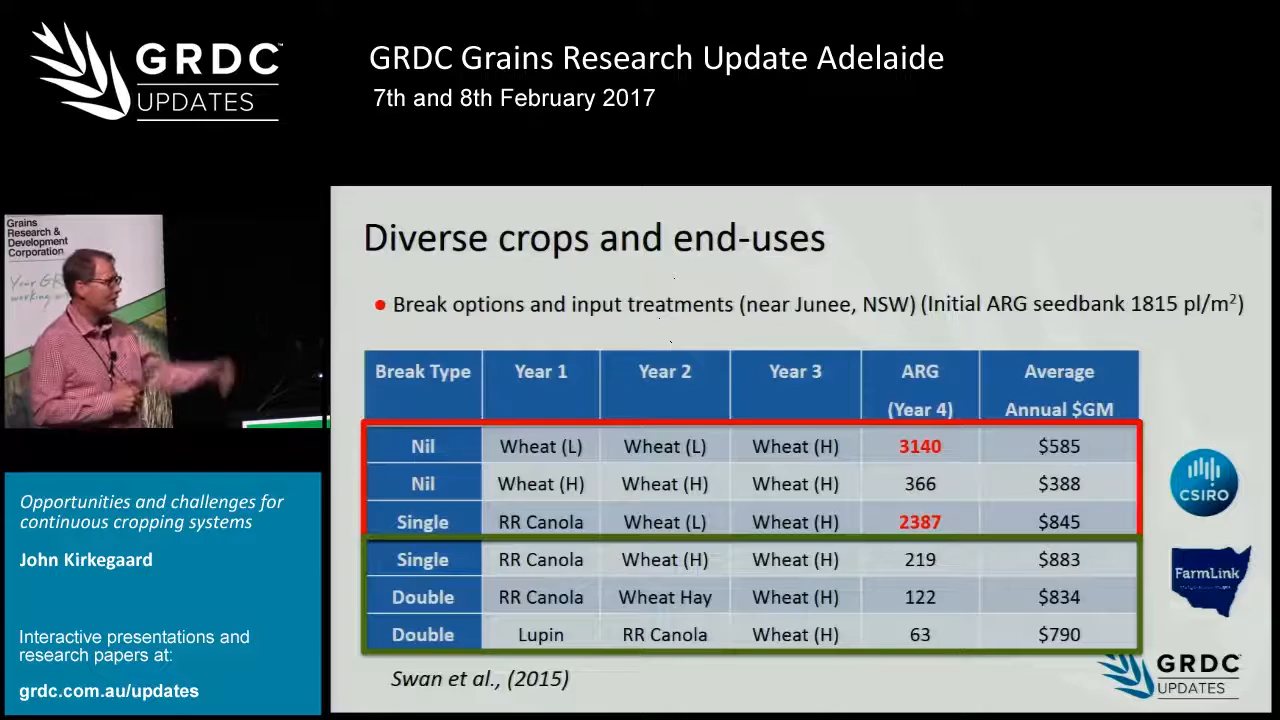 GRDC™
UPDATES
GRDC Grains Research Update Adelaide
7th and 8th February 2017
Grains
Research &
Development
Corporation
Your GR
working w
Opportunities and challenges for
continuous cropping systems
John Kirkegaard
Interactive presentations and
research papers at:
grdc.com.au/updates
Diverse crops and end-uses
• Break options and input treatments (near Junee, NSW) (Initial ARG seedbank 1815 pl/m²)
Break Type Year 1 Year 2 Year 3 ARG (Year 4) Average Annual $GM
Nil Wheat (L) Wheat (L) Wheat (H) 3140 $585
Nil Wheat (H) Wheat (H) Wheat (H) 366 $388
Single RR Canola Wheat (L) Wheat (H) 2387 $845
Single RR Canola Wheat (H) Wheat (H) 219 $883
Double RR Canola Wheat Hay Wheat (H) 122 $834
Double Lupin RR Canola Wheat (H) 63 $790
Swan et al., (2015)
CSIRO
FarmLink
GRDC™
UPDATES